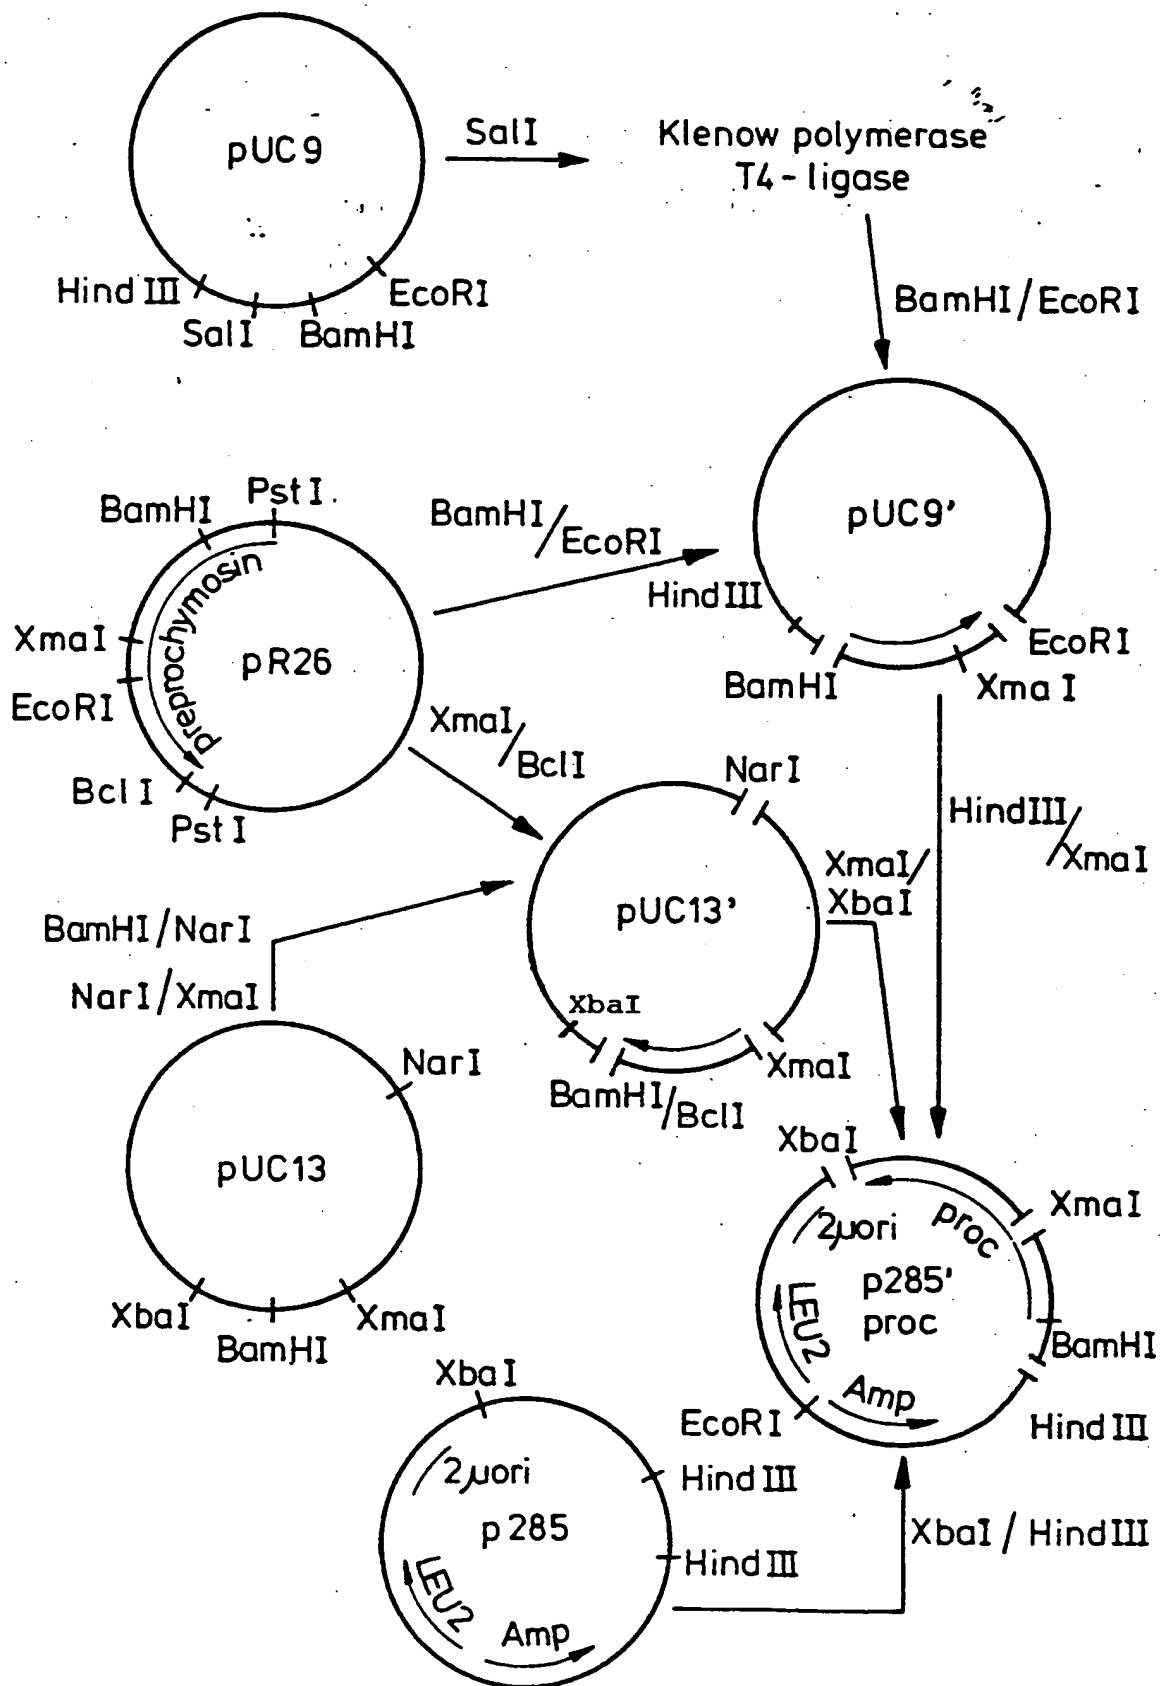 pUC9
SalI
Klenow polymerase
T4-ligase
Hind III
SalI
BamHI
EcoRI
BamHI/EcoRI
BamHI
PstI
XmaI
EcoRI
BclI
PstI
preprochymosin
pR26
BamHI
/EcoRI
pUC9'
HindIII
BamHI
XmaI
EcoRI
XmaI
/BclI
NarI
pUC13'
XbaI
BamHI
/BclI
XmaI
HindIII
/XmaI
XmaI/
XbaI
BamHI/NarI
NarI/XmaI
NarI
pUC13
XbaI
BamHI
XmaI
XbaI
XmaI
proc
2μori
p285'
proc
LEU2
Amp
EcoRI
BamHI
Hind III
XbaI
2μori
p285
LEU2
Amp
Hind III
Hind III
XbaI / HindIII